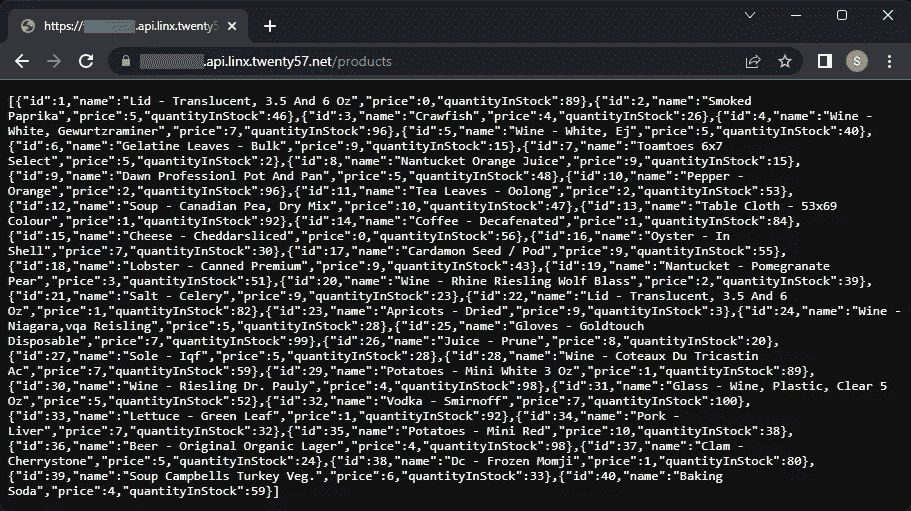 https://        .api.linx.twenty5
        .api.linx.twenty57.net/products
S
[{"id":1,"name":"Lid - Translucent, 3.5 And 6 Oz","price":0,"quantityInStock":89},{"id":2,"name":"Smoked
Paprika","price":5,"quantityInStock":46},{"id":3,"name":"Crawfish","price":4,"quantityInStock":26},{"id":4,"name":"Wine -
White, Gewurtzraminer","price":7,"quantityInStock":96},{"id":5,"name":"Wine - White, Ej","price":5,"quantityInStock":40},
{"id":6,"name":"Gelatine Leaves - Bulk","price":9,"quantityInStock":15},{"id":7,"name":"Toamtoes 6x7
Select","price":5,"quantityInStock":2},{"id":8,"name":"Nantucket Orange Juice","price":9,"quantityInStock":15},
{"id":9,"name":"Dawn Professionl Pot And Pan","price":5,"quantityInStock":48},{"id":10,"name":"Pepper -
Orange","price":2,"quantityInStock":96},{"id":11,"name":"Tea Leaves - Oolong","price":2,"quantityInStock":53},
{"id":12,"name":"Soup - Canadian Pea, Dry Mix","price":10,"quantityInStock":47},{"id":13,"name":"Table Cloth - 53x69
Colour","price":1,"quantityInStock":92},{"id":14,"name":"Coffee - Decafenated","price":1,"quantityInStock":84},
{"id":15,"name":"Cheese - Cheddarsliced","price":0,"quantityInStock":56},{"id":16,"name":"Oyster - In
Shell","price":7,"quantityInStock":30},{"id":17,"name":"Cardamon Seed / Pod","price":9,"quantityInStock":55},
{"id":18,"name":"Lobster - Canned Premium","price":9,"quantityInStock":43},{"id":19,"name":"Nantucket - Pomegranate
Pear","price":3,"quantityInStock":51},{"id":20,"name":"Wine - Rhine Riesling Wolf Blass","price":2,"quantityInStock":39},
{"id":21,"name":"Salt - Celery","price":9,"quantityInStock":23},{"id":22,"name":"Lid - Translucent, 3.5 And 6
Oz","price":1,"quantityInStock":82},{"id":23,"name":"Apricots - Dried","price":9,"quantityInStock":3},{"id":24,"name":"Wine -
Niagara,vqa Reisling","price":5,"quantityInStock":28},{"id":25,"name":"Gloves - Goldtouch
Disposable","price":7,"quantityInStock":99},{"id":26,"name":"Juice - Prune","price":8,"quantityInStock":20},
{"id":27,"name":"Sole - Iqf","price":5,"quantityInStock":28},{"id":28,"name":"Wine - Coteaux Du Tricastin
Ac","price":7,"quantityInStock":59},{"id":29,"name":"Potatoes - Mini White 3 Oz","price":1,"quantityInStock":89},
{"id":30,"name":"Wine - Riesling Dr. Pauly","price":4,"quantityInStock":98},{"id":31,"name":"Glass - Wine, Plastic, Clear 5
Oz","price":5,"quantityInStock":52},{"id":32,"name":"Vodka - Smirnoff","price":7,"quantityInStock":100},
{"id":33,"name":"Lettuce - Green Leaf","price":1,"quantityInStock":92},{"id":34,"name":"Pork -
Liver","price":7,"quantityInStock":32},{"id":35,"name":"Potatoes - Mini Red","price":10,"quantityInStock":38},
{"id":36,"name":"Beer - Original Organic Lager","price":4,"quantityInStock":98},{"id":37,"name":"Clam -
Cherrystone","price":5,"quantityInStock":24},{"id":38,"name":"Dc - Frozen Momji","price":1,"quantityInStock":80},
{"id":39,"name":"Soup Campbells Turkey Veg.","price":6,"quantityInStock":33},{"id":40,"name":"Baking
Soda","price":4,"quantityInStock":59}]